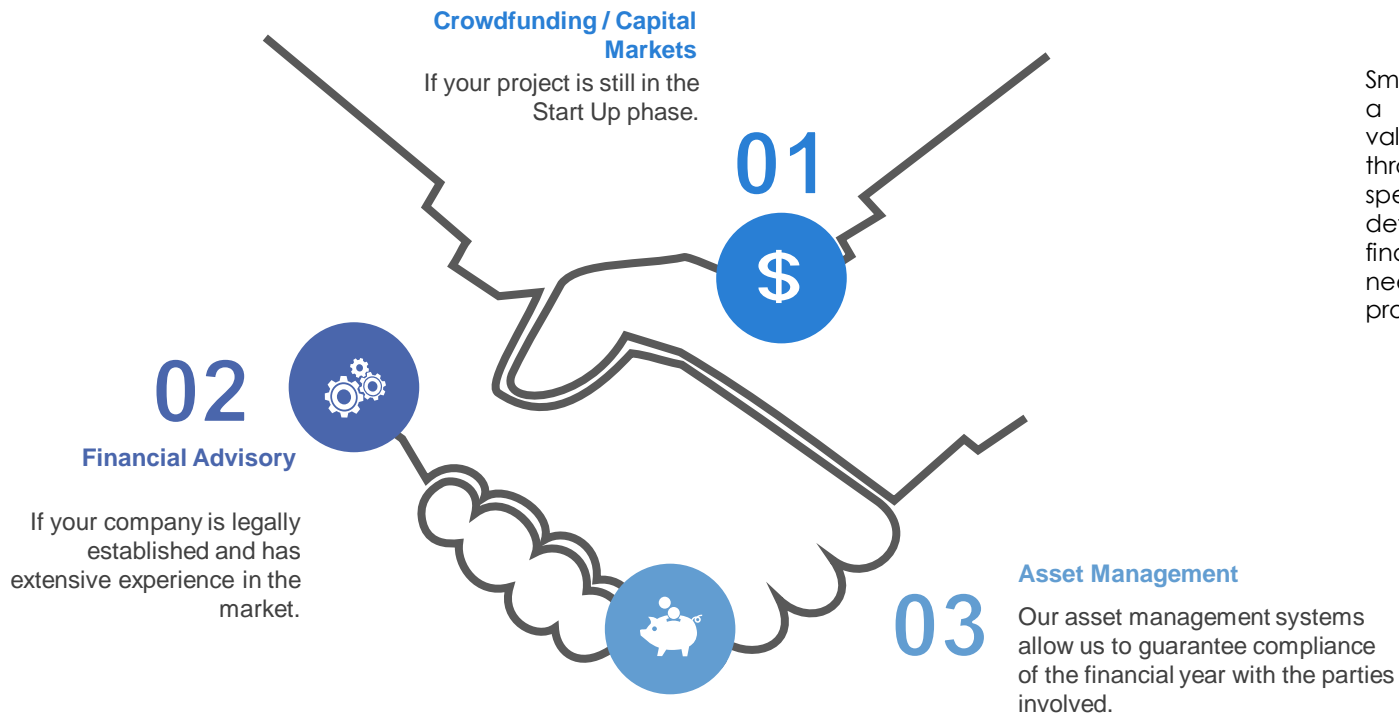 Crowdfunding / Capital
Markets
If your project is still in the
Start Up phase.
01
$
a
02
Financial Advisory
If your company is legally
established and has
extensive experience in the
market.
03
Asset Management
Our asset management systems
allow us to guarantee compliance
of the financial year with the parties
involved.